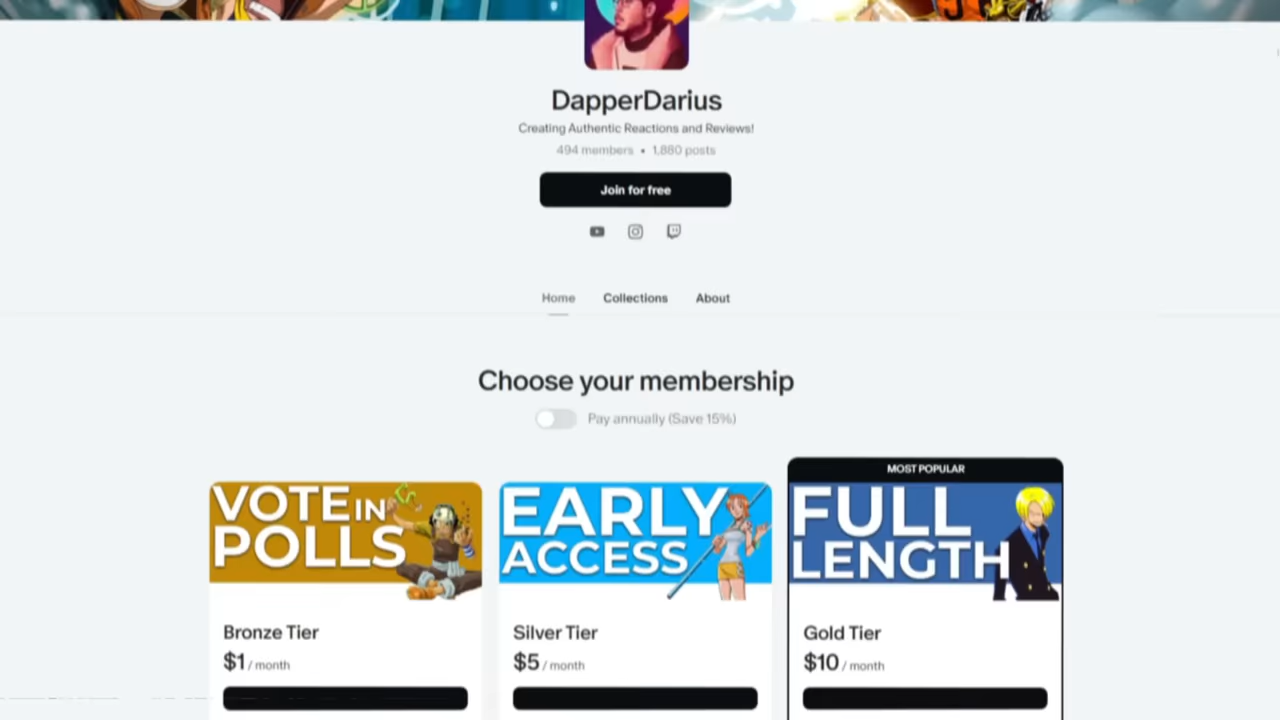 DapperDarius
Creating Authentic Reactions and Reviews!
494 members • 1,880 posts
Join for free
Home Collections About
Choose your membership
Pay annually (Save 15%)
MOST POPULAR
VOTE IN
POLLS
EARLY
ACCESS
FULL
LENGTH
Bronze Tier
$1 / month
Silver Tier
$5 / month
Gold Tier
$10 / month